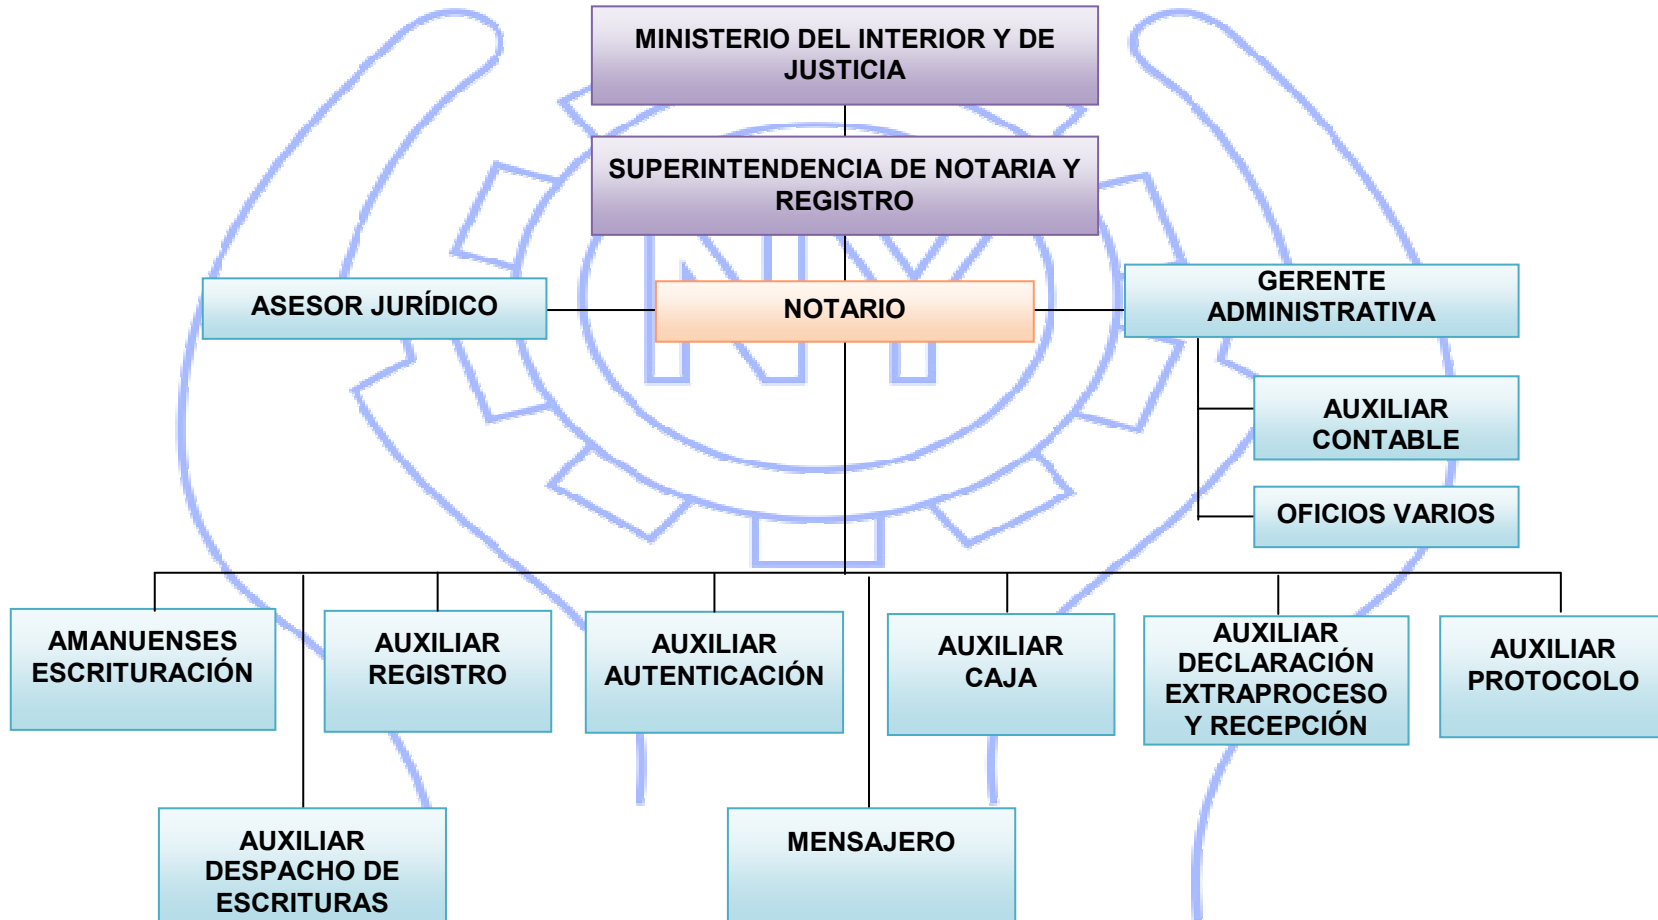 MINISTERIO DEL INTERIOR Y DE
JUSTICIA
SUPERINTENDENCIA DE NOTARIA Y
REGISTRO
NY
ASESOR JURÍDICO
NOTARIO
GERENTE
ADMINISTRATIVA
AUXILIAR
CONTABLE
OFICIOS VARIOS
AMANUENSES
ESCRITURACIÓN
AUXILIAR
REGISTRO
AUXILIAR
AUTENTICACIÓN
AUXILIAR
CAJA
AUXILIAR
DECLARACIÓN
EXTRAPROCESO
Y RECEPCIÓN
AUXILIAR
PROTOCOLO
AUXILIAR
DESPACHO DE
ESCRITURAS
MENSAJERO